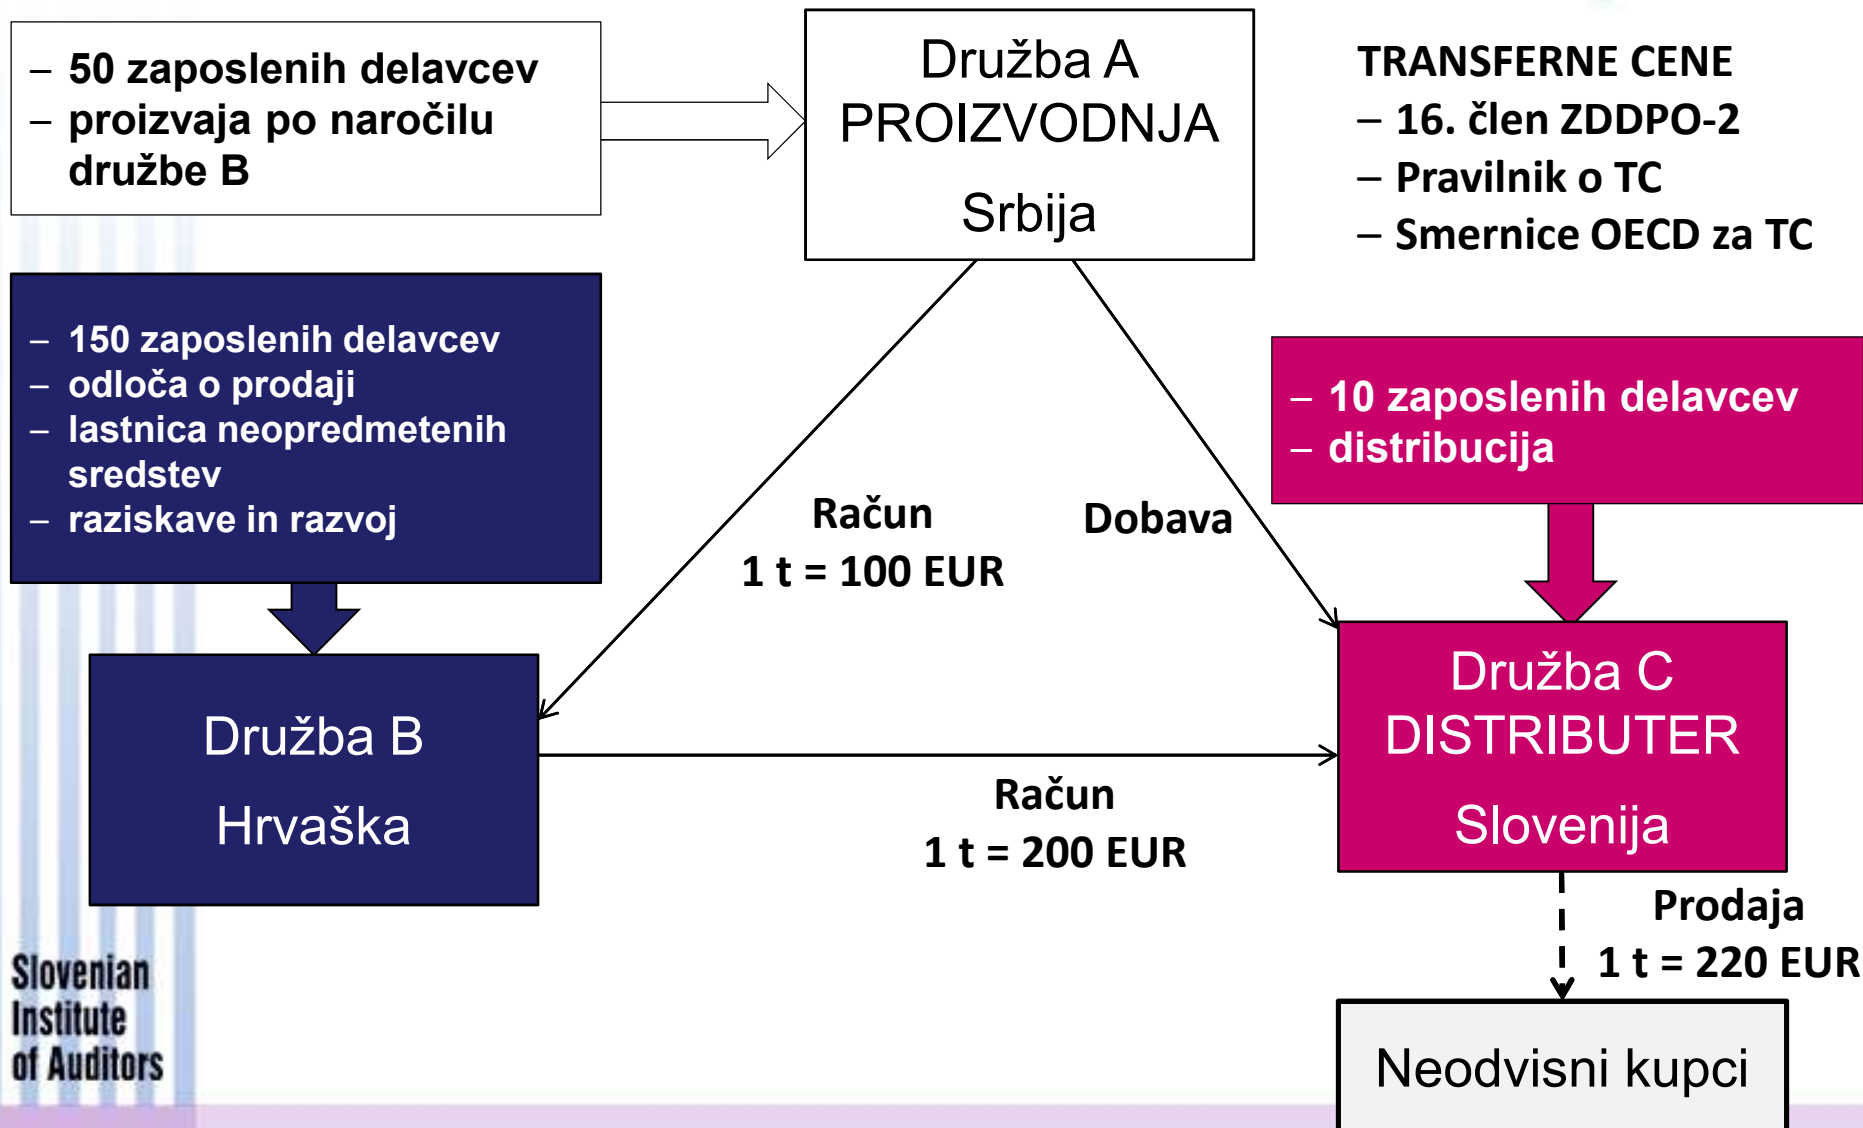 – 50 zaposlenih delavcev
– proizvaja po naročilu
družbe B
Družba A
PROIZVODNJA
Srbija
TRANSFERNE CENE
– 16. člen ZDDPO-2
– Pravilnik o TC
– Smernice OECD za TC
– 150 zaposlenih delavcev
– odloča o prodaji
– lastnica neopredmetenih
sredstev
– raziskave in razvoj
– 10 zaposlenih delavcev
– distribucija
Račun
1 t = 100 EUR
Dobava
Družba B
Hrvaška
Račun
1 t = 200 EUR
Družba C
DISTRIBUTER
Slovenija
Prodaja
1 t = 220 EUR
Neodvisni kupci
Slovenian
Institute
of Auditors